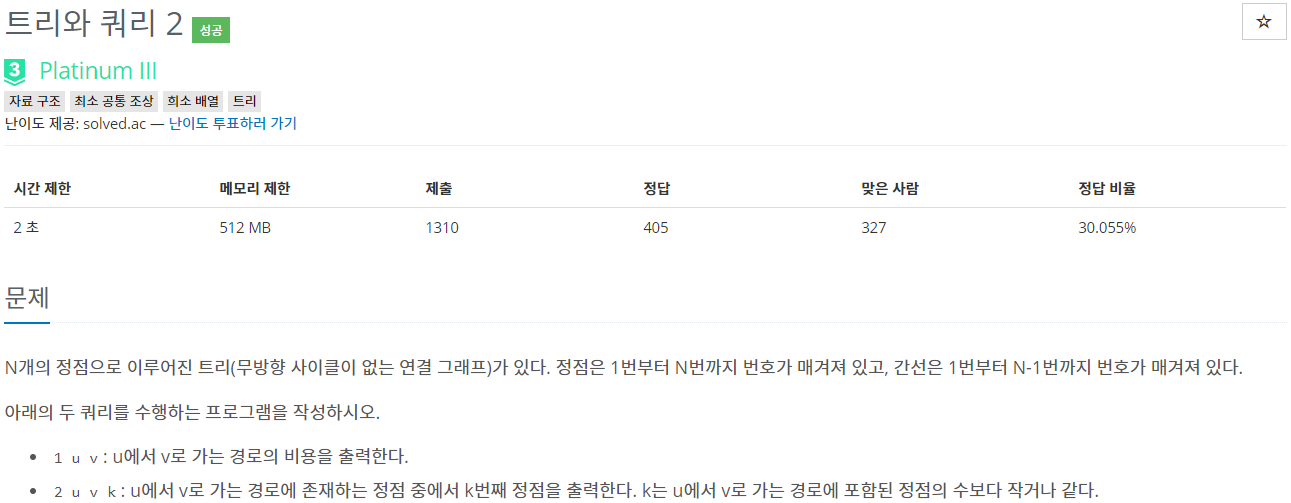 트리와 쿼리 2 성공
3 Platinum III
자료 구조 최소 공통 조상 희소 배열 트리
난이도 제공: solved.ac — 난이도 투표하러 가기
시간 제한 메모리 제한 제출 정답 맞은 사람 정답 비율
2 초 512 MB 1310 405 327 30.055%
문제
N개의 정점으로 이루어진 트리(무방향 사이클이 없는 연결 그래프)가 있다. 정점은 1번부터 N번까지 번호가 매겨져 있고, 간선은 1번부터 N-1번까지 번호가 매겨져 있다.
아래의 두 쿼리를 수행하는 프로그램을 작성하시오.
• 1 u v : u에서 v로 가는 경로의 비용을 출력한다.
• 2 u v k : u에서 v로 가는 경로에 존재하는 정점 중에서 k번째 정점을 출력한다. k는 u에서 v로 가는 경로에 포함된 정점의 수보다 작거나 같다.